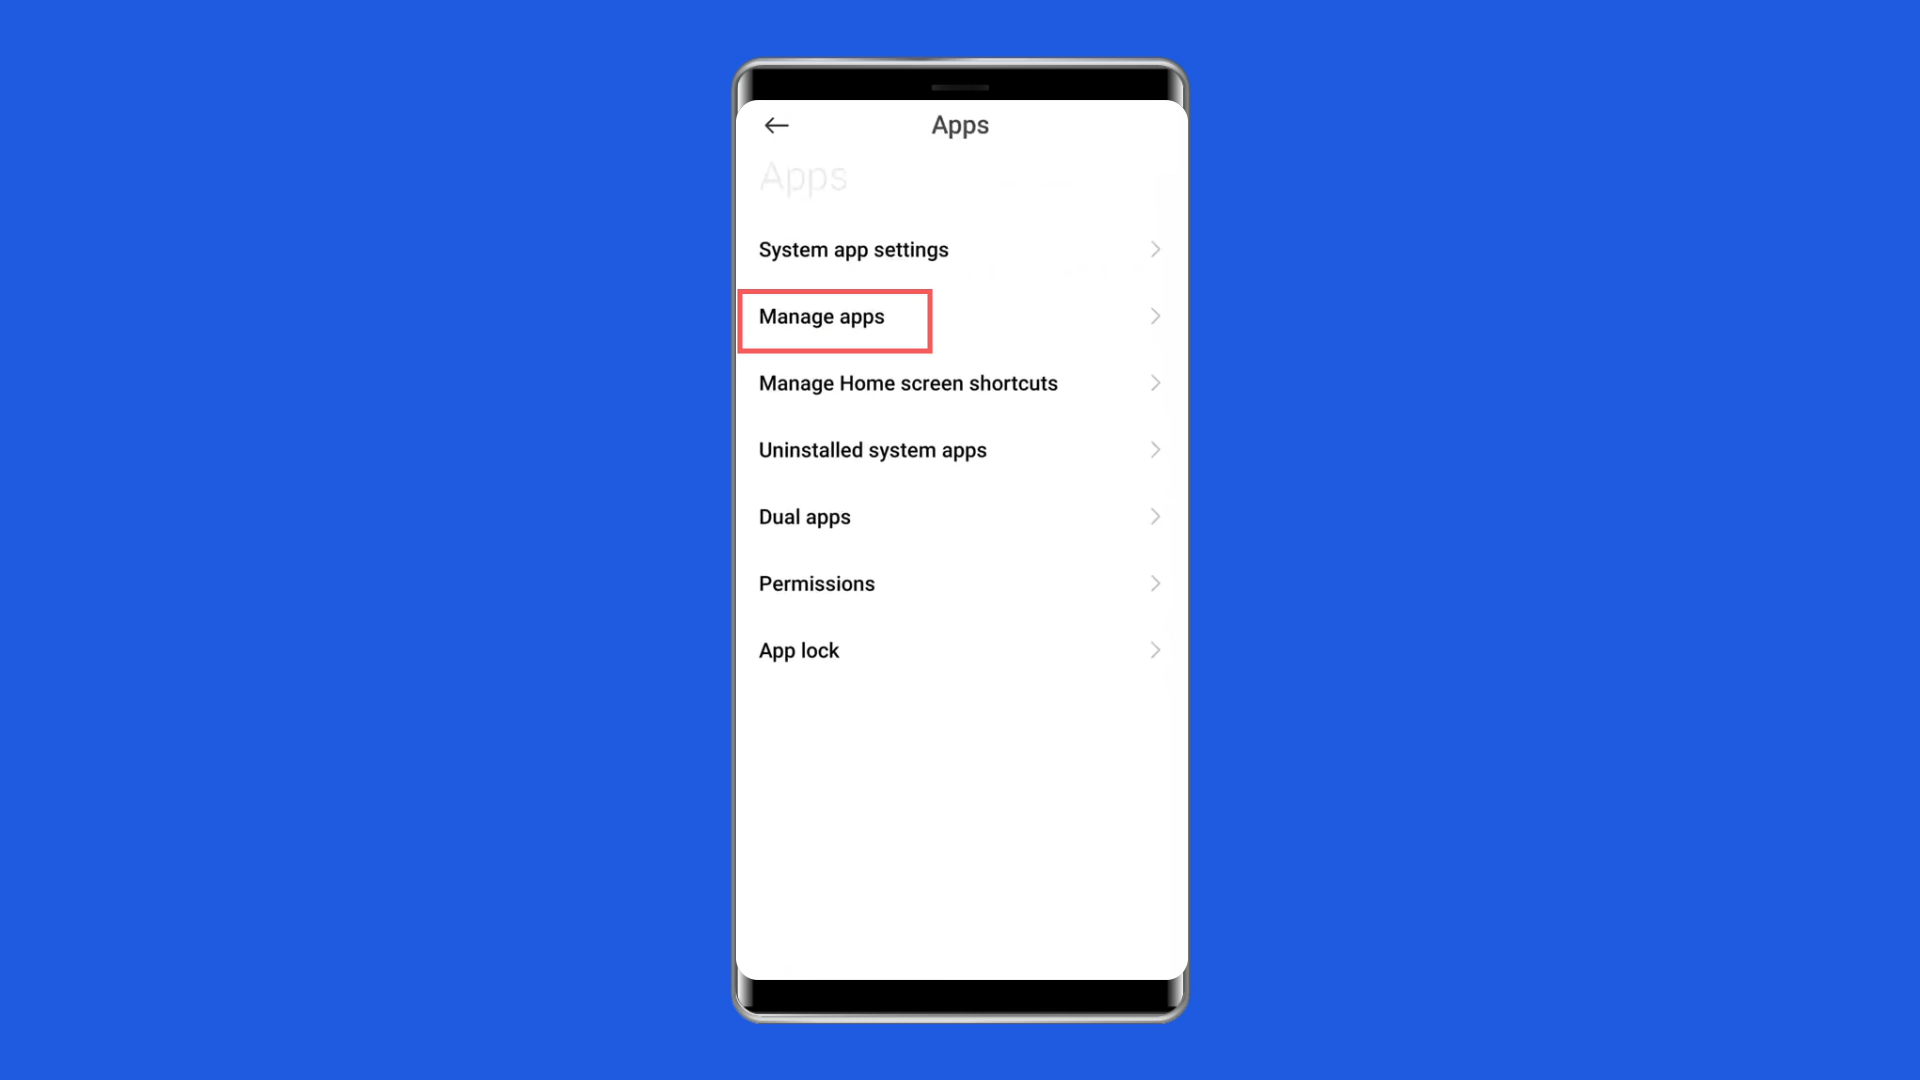 Apps
Apps
System app settings
Manage apps
Manage Home screen shortcuts
Uninstalled system apps
Dual apps
Permissions
App lock